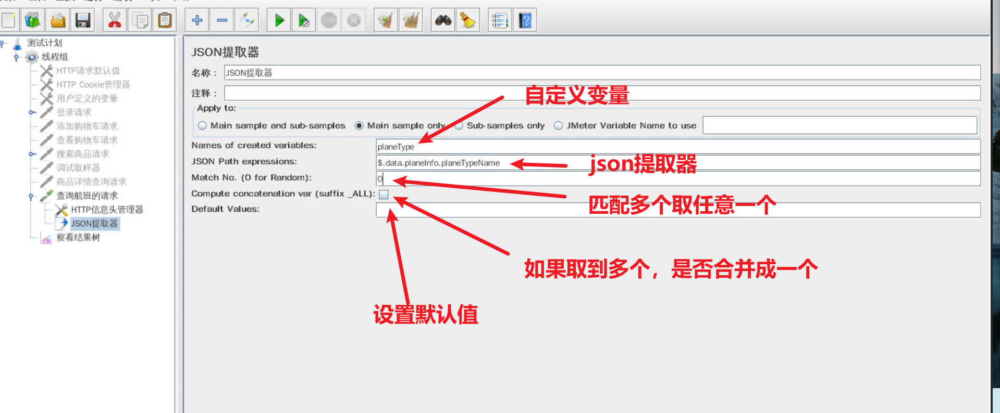 测试计划
线程组
HTTP请求默认值
HTTP Cookie管理器
用户定义的变量
登录请求
添加购物车请求
查看购物车请求
搜索商品请求
调试取样器
商品详情查询请求
查询航班的请求
HTTP信息头管理器
JSON提取器
察看结果树
JSON提取器
名称： JSON提取器
注释：
自定义变量
Apply to:
Main sample and sub-samples Main sample only Sub-samples only JMeter Variable Name to use
Names of created variables: planeType
JSON Path expressions: $.data.planeInfo.planeTypeName
json提取器
Match No. (0 for Random): 0
Compute concatenation var (suffix _ALL):
匹配多个取任意一个
Default Values:
如果取到多个，是否合并成一个
设置默认值